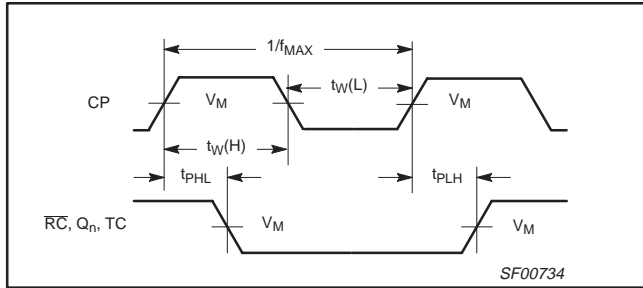 1/fMAX
tW(L)
CP
VM
VM
tW(H)
tPHL
tPLH
RC, Qn, TC
VM
VM
SF00734